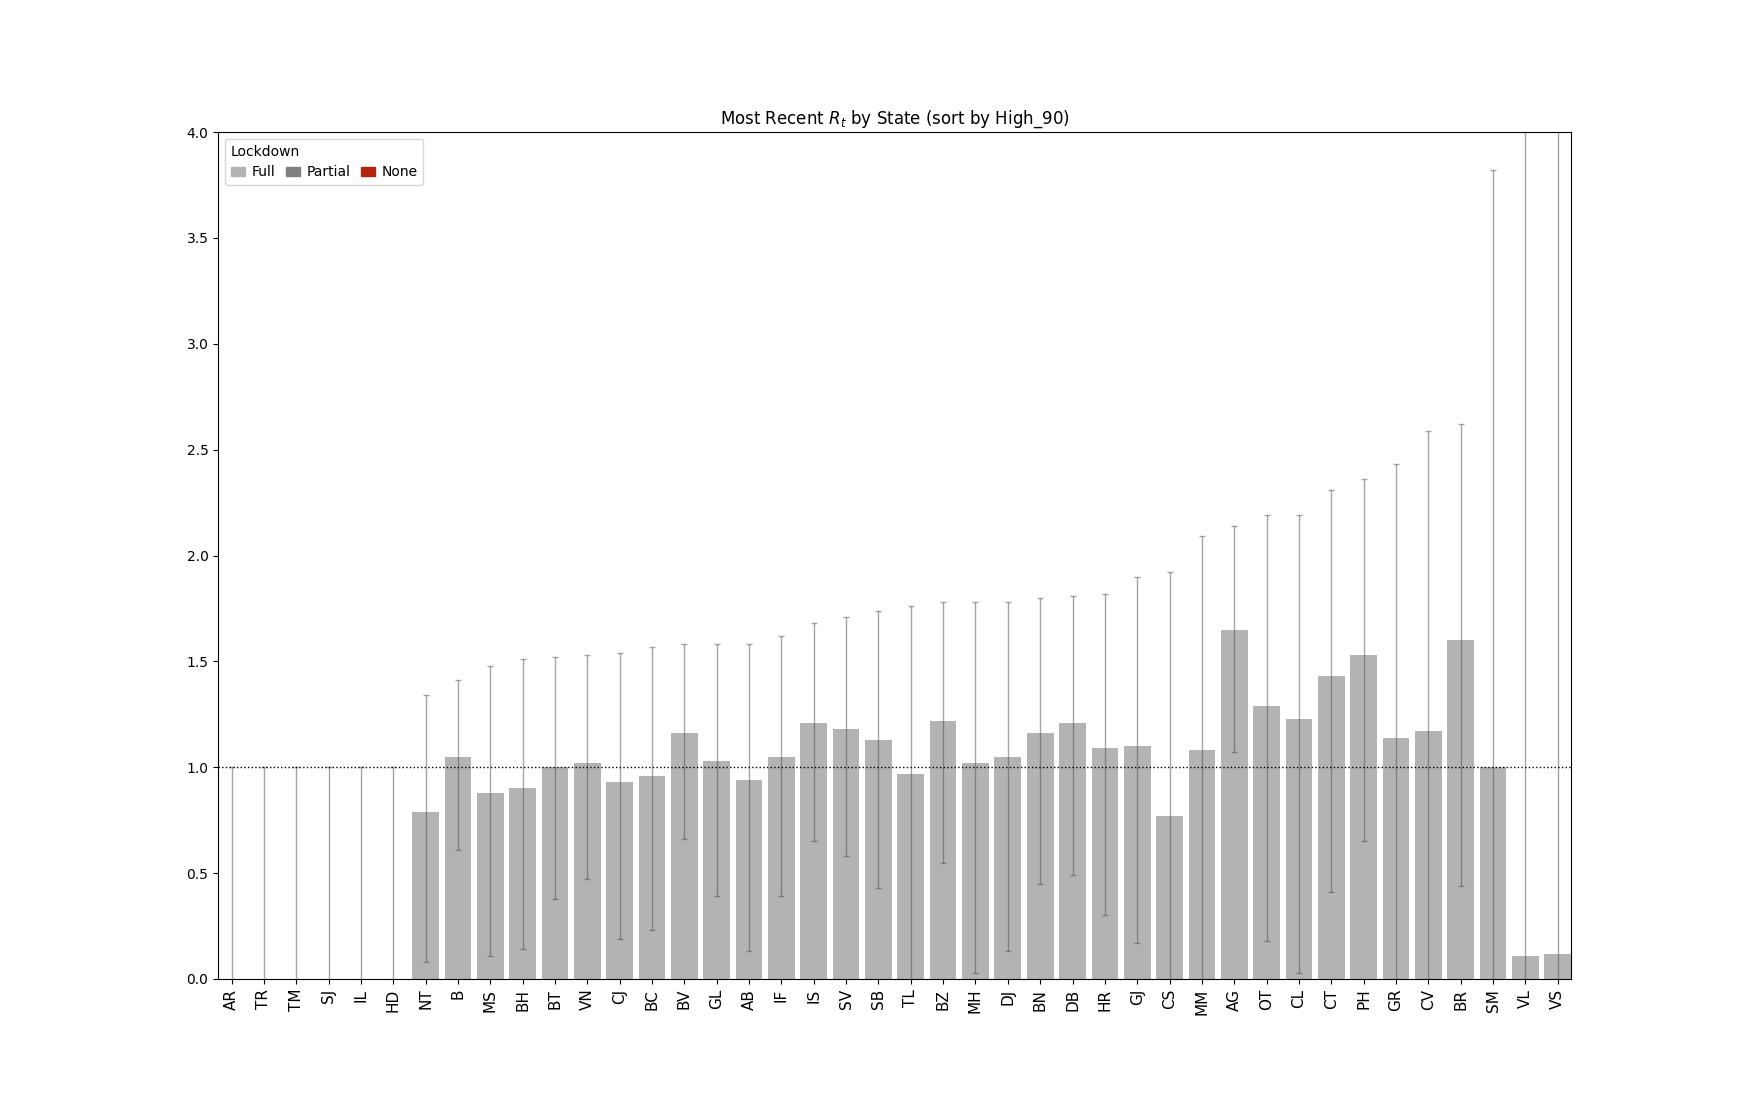 Most Recent R_t by State (sort by High_90)
Lockdown
Full Partial None
4.0
3.5
3.0
2.5
2.0
1.5
1.0
0.5
0.0
AR TR TM SJ IL HD NT B MS BH BT VN CJ BC BV GL AB IF IS SV SB TL BZ MH DJ BN DB HR GJ CS MM AG OT CL CT PH GR CV BR SM VL VS